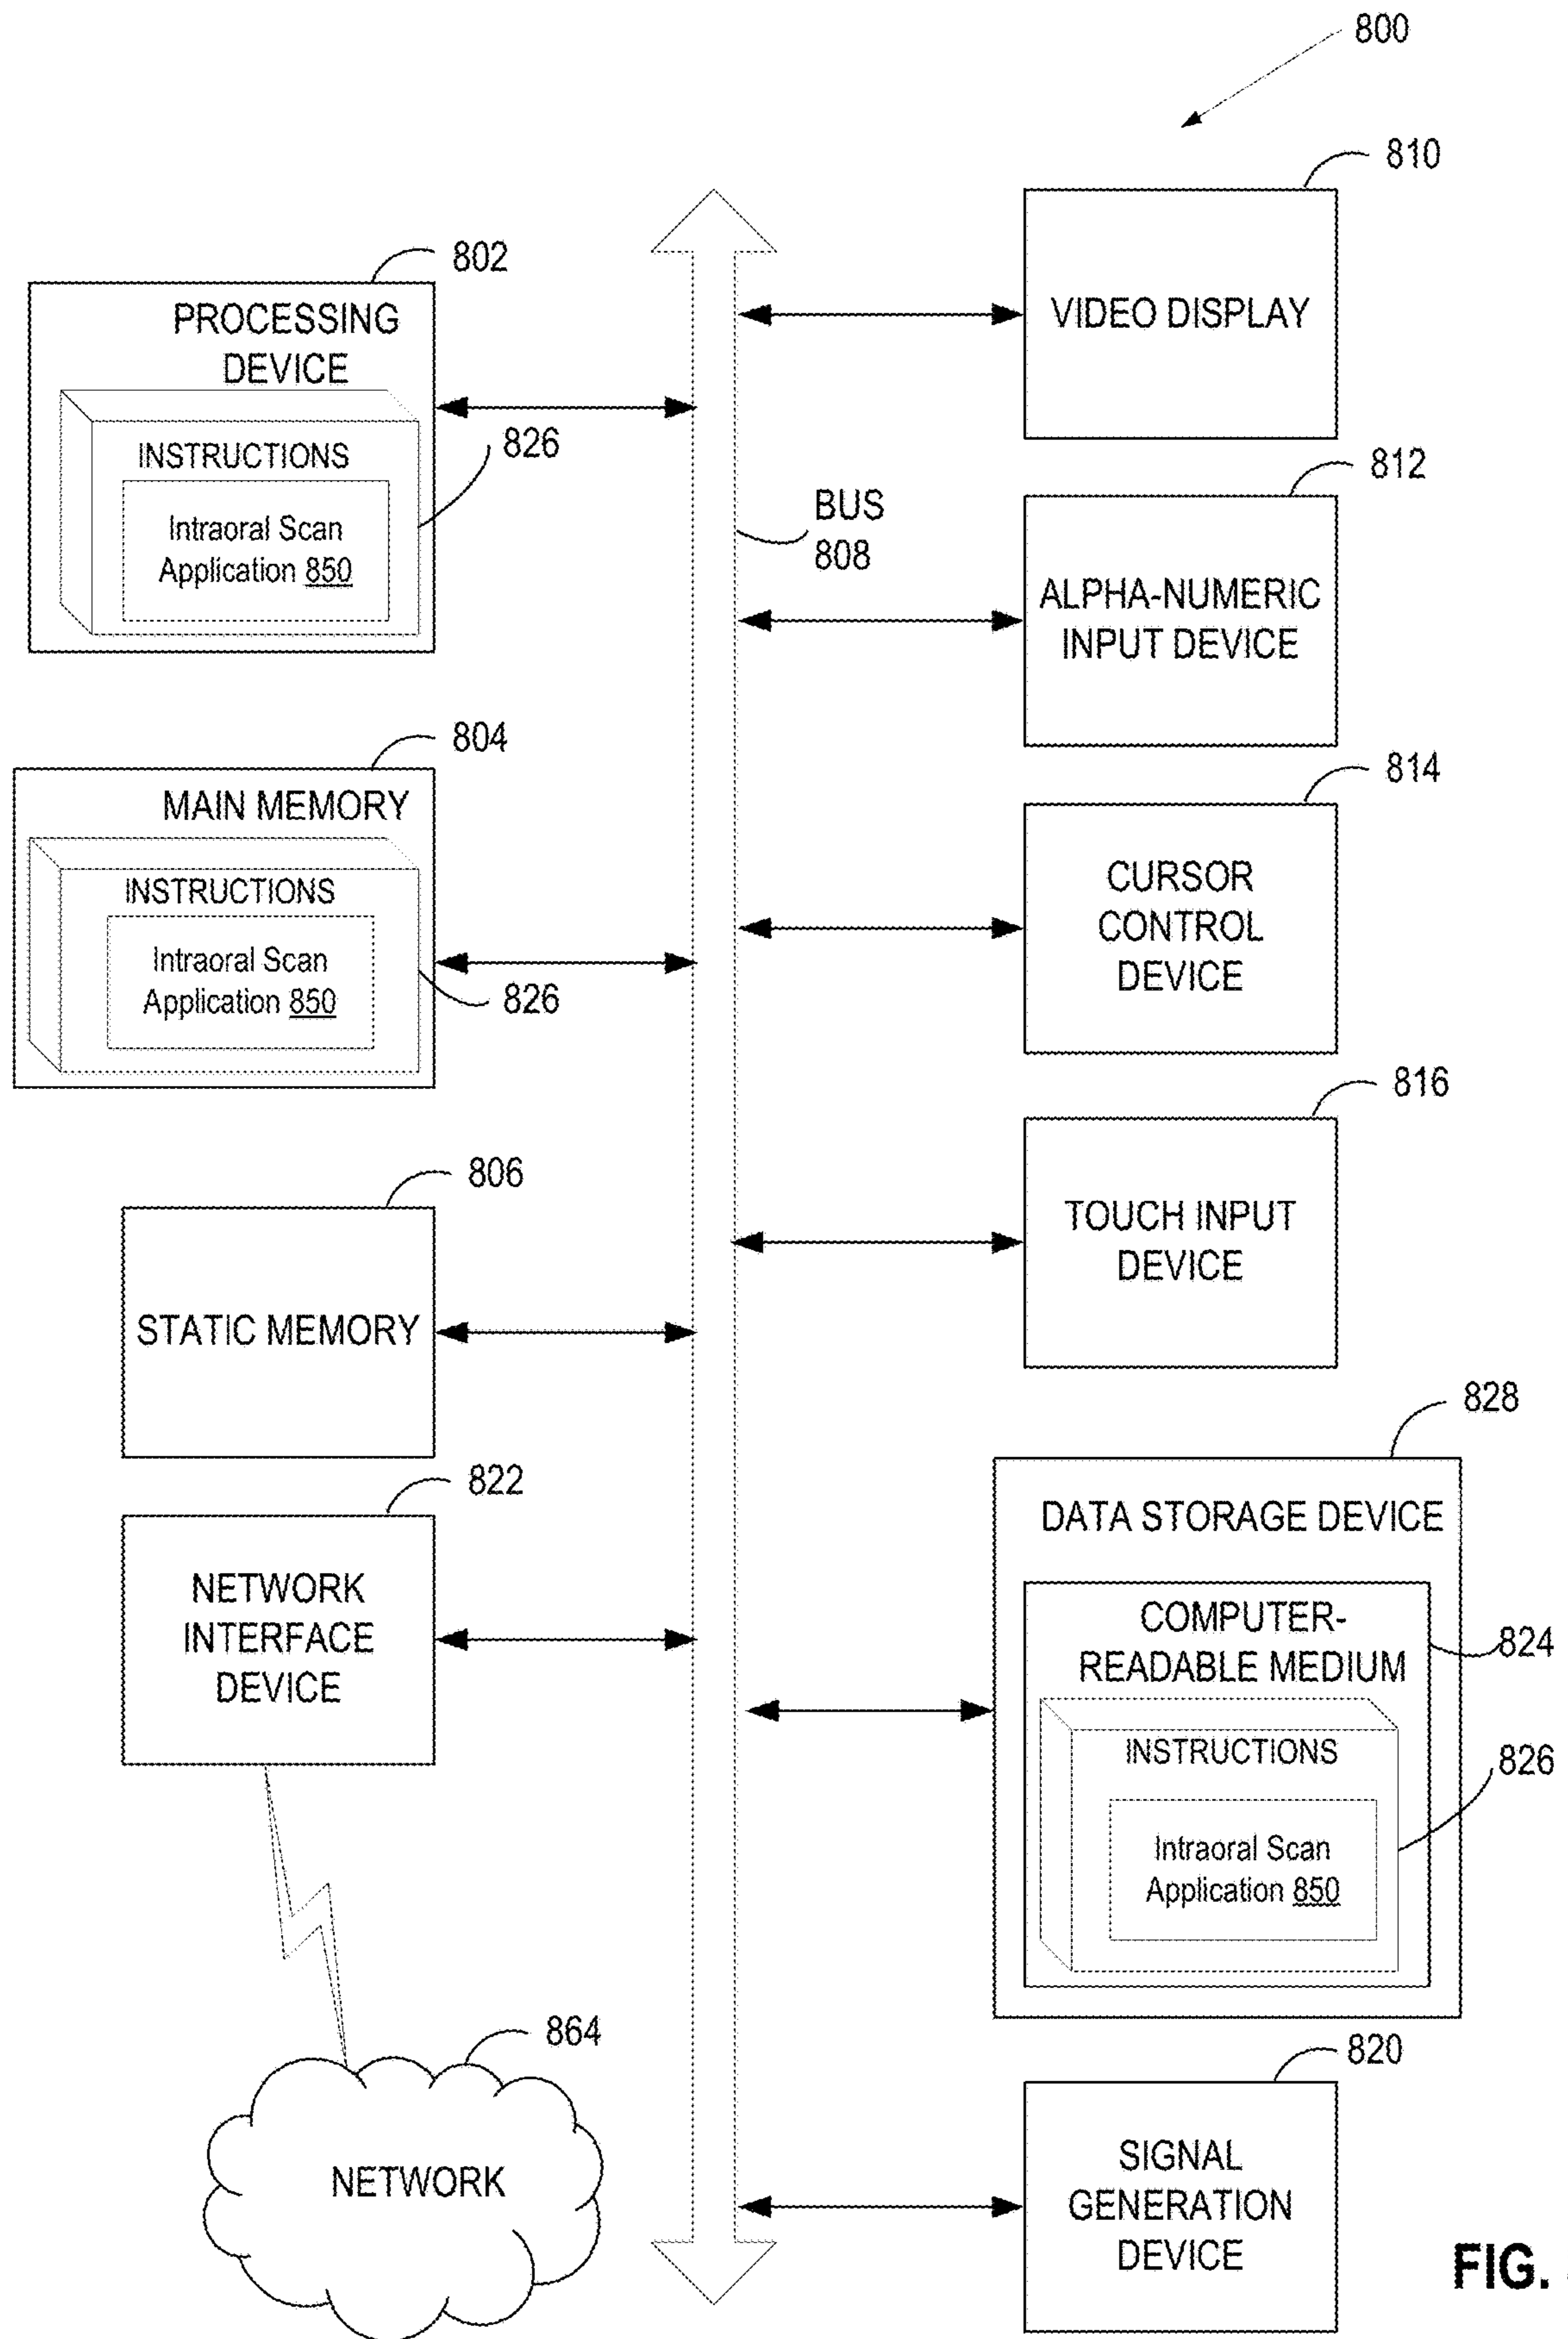 800
810
VIDEO DISPLAY
802
PROCESSING
DEVICE
INSTRUCTIONS
826
Intraoral Scan
Application 850
BUS
808
812
ALPHA-NUMERIC
INPUT DEVICE
804
MAIN MEMORY
INSTRUCTIONS
Intraoral Scan
Application 850
826
814
CURSOR
CONTROL
DEVICE
816
TOUCH INPUT
DEVICE
806
STATIC MEMORY
822
NETWORK
INTERFACE
DEVICE
828
DATA STORAGE DEVICE
COMPUTER-
READABLE MEDIUM
824
INSTRUCTIONS
826
Intraoral Scan
Application 850
864
NETWORK
820
SIGNAL
GENERATION
DEVICE
FIG.